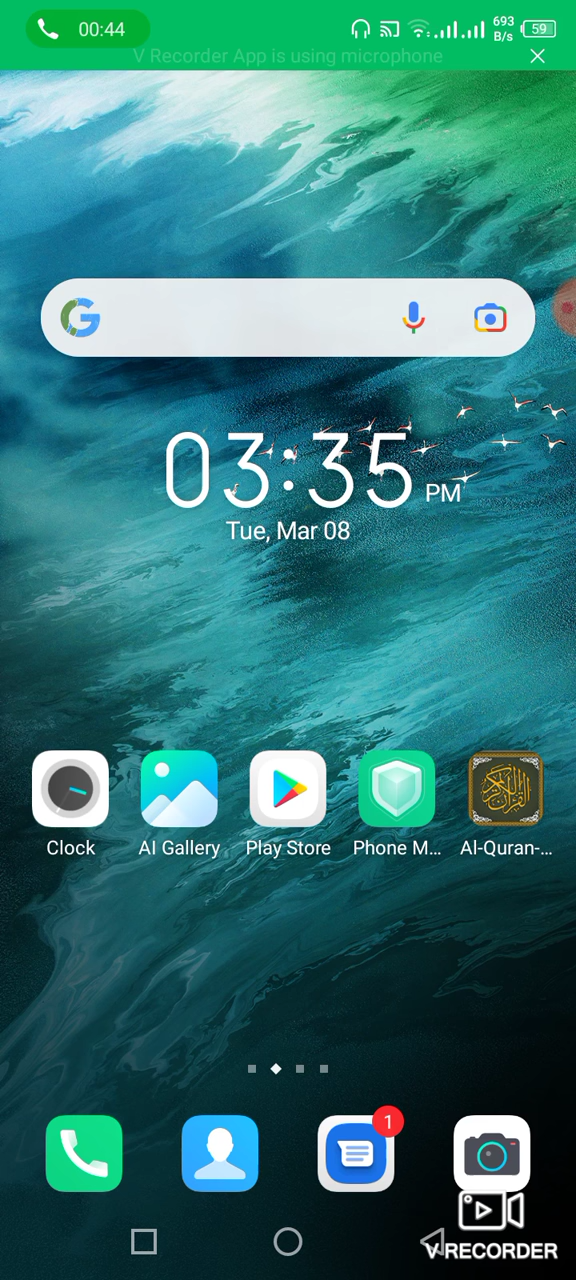 00:44
693
B/s
59
V Recorder App is using microphone
03:35 PM
Tue, Mar 08
Clock
AI Gallery
Play Store
Phone M...
Al-Quran-...
1
V RECORDER